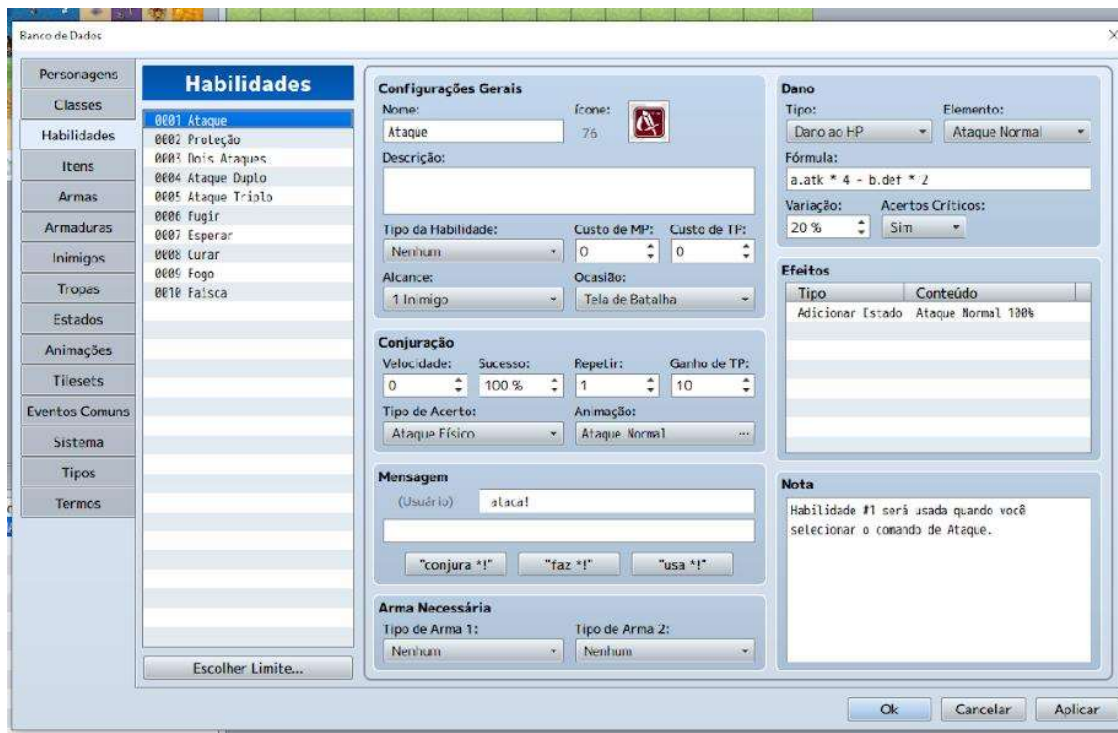 Banco de Dados
Personagens
Classes
Habilidades
Itens
Armas
Armaduras
Inimigos
Tropas
Estados
Animações
Tilesets
Eventos Comuns
Sistema
Tipos
Termos
Habilidades
0001 Ataque
0002 Proteção
0003 Dois Ataques
0004 Ataque Duplo
0005 Ataque Triplo
0006 Fugir
0007 Esperar
0008 Curar
0009 Fogo
0010 Faísca
Escolher Limite...
Configurações Gerais
Nome: Ícone:
Ataque 76
Descrição:
Tipo da Habilidade: Custo de MP: Custo de TP:
Nenhum 0 0
Alcance: Ocasião:
1 Inimigo Tela de Batalha
Conjuração
Velocidade: Sucesso: Repetir: Ganho de TP:
0 100 % 1 10
Tipo de Acerto: Animação:
Ataque Físico Ataque Normal ...
Mensagem
(Usuário) ataca!
"conjura *!" "faz *!" "usa *!"
Arma Necessária
Tipo de Arma 1: Tipo de Arma 2:
Nenhum Nenhum
Dano
Tipo: Elemento:
Dano ao HP Ataque Normal
Fórmula:
a.atk * 4 - b.def * 2
Variação: Acertos Críticos:
20 % Sim
Efeitos
Tipo Conteúdo
Adicionar Estado Ataque Normal 100%
Nota
Habilidade #1 será usada quando você
selecionar o comando de Ataque.
Ok Cancelar Aplicar